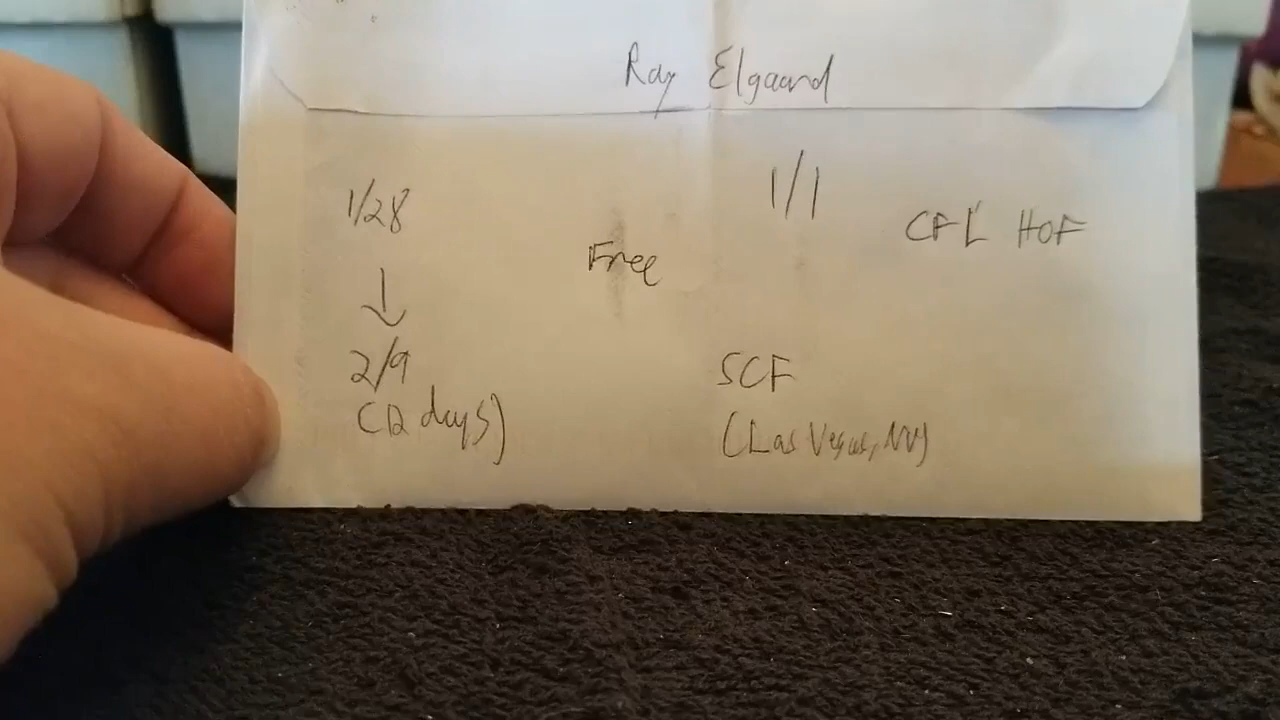 Ray Elgaard
1/28
↓
2/9
(12 days)
Free
1/1
CFL HOF
SCF
(Las Vegas, NV)